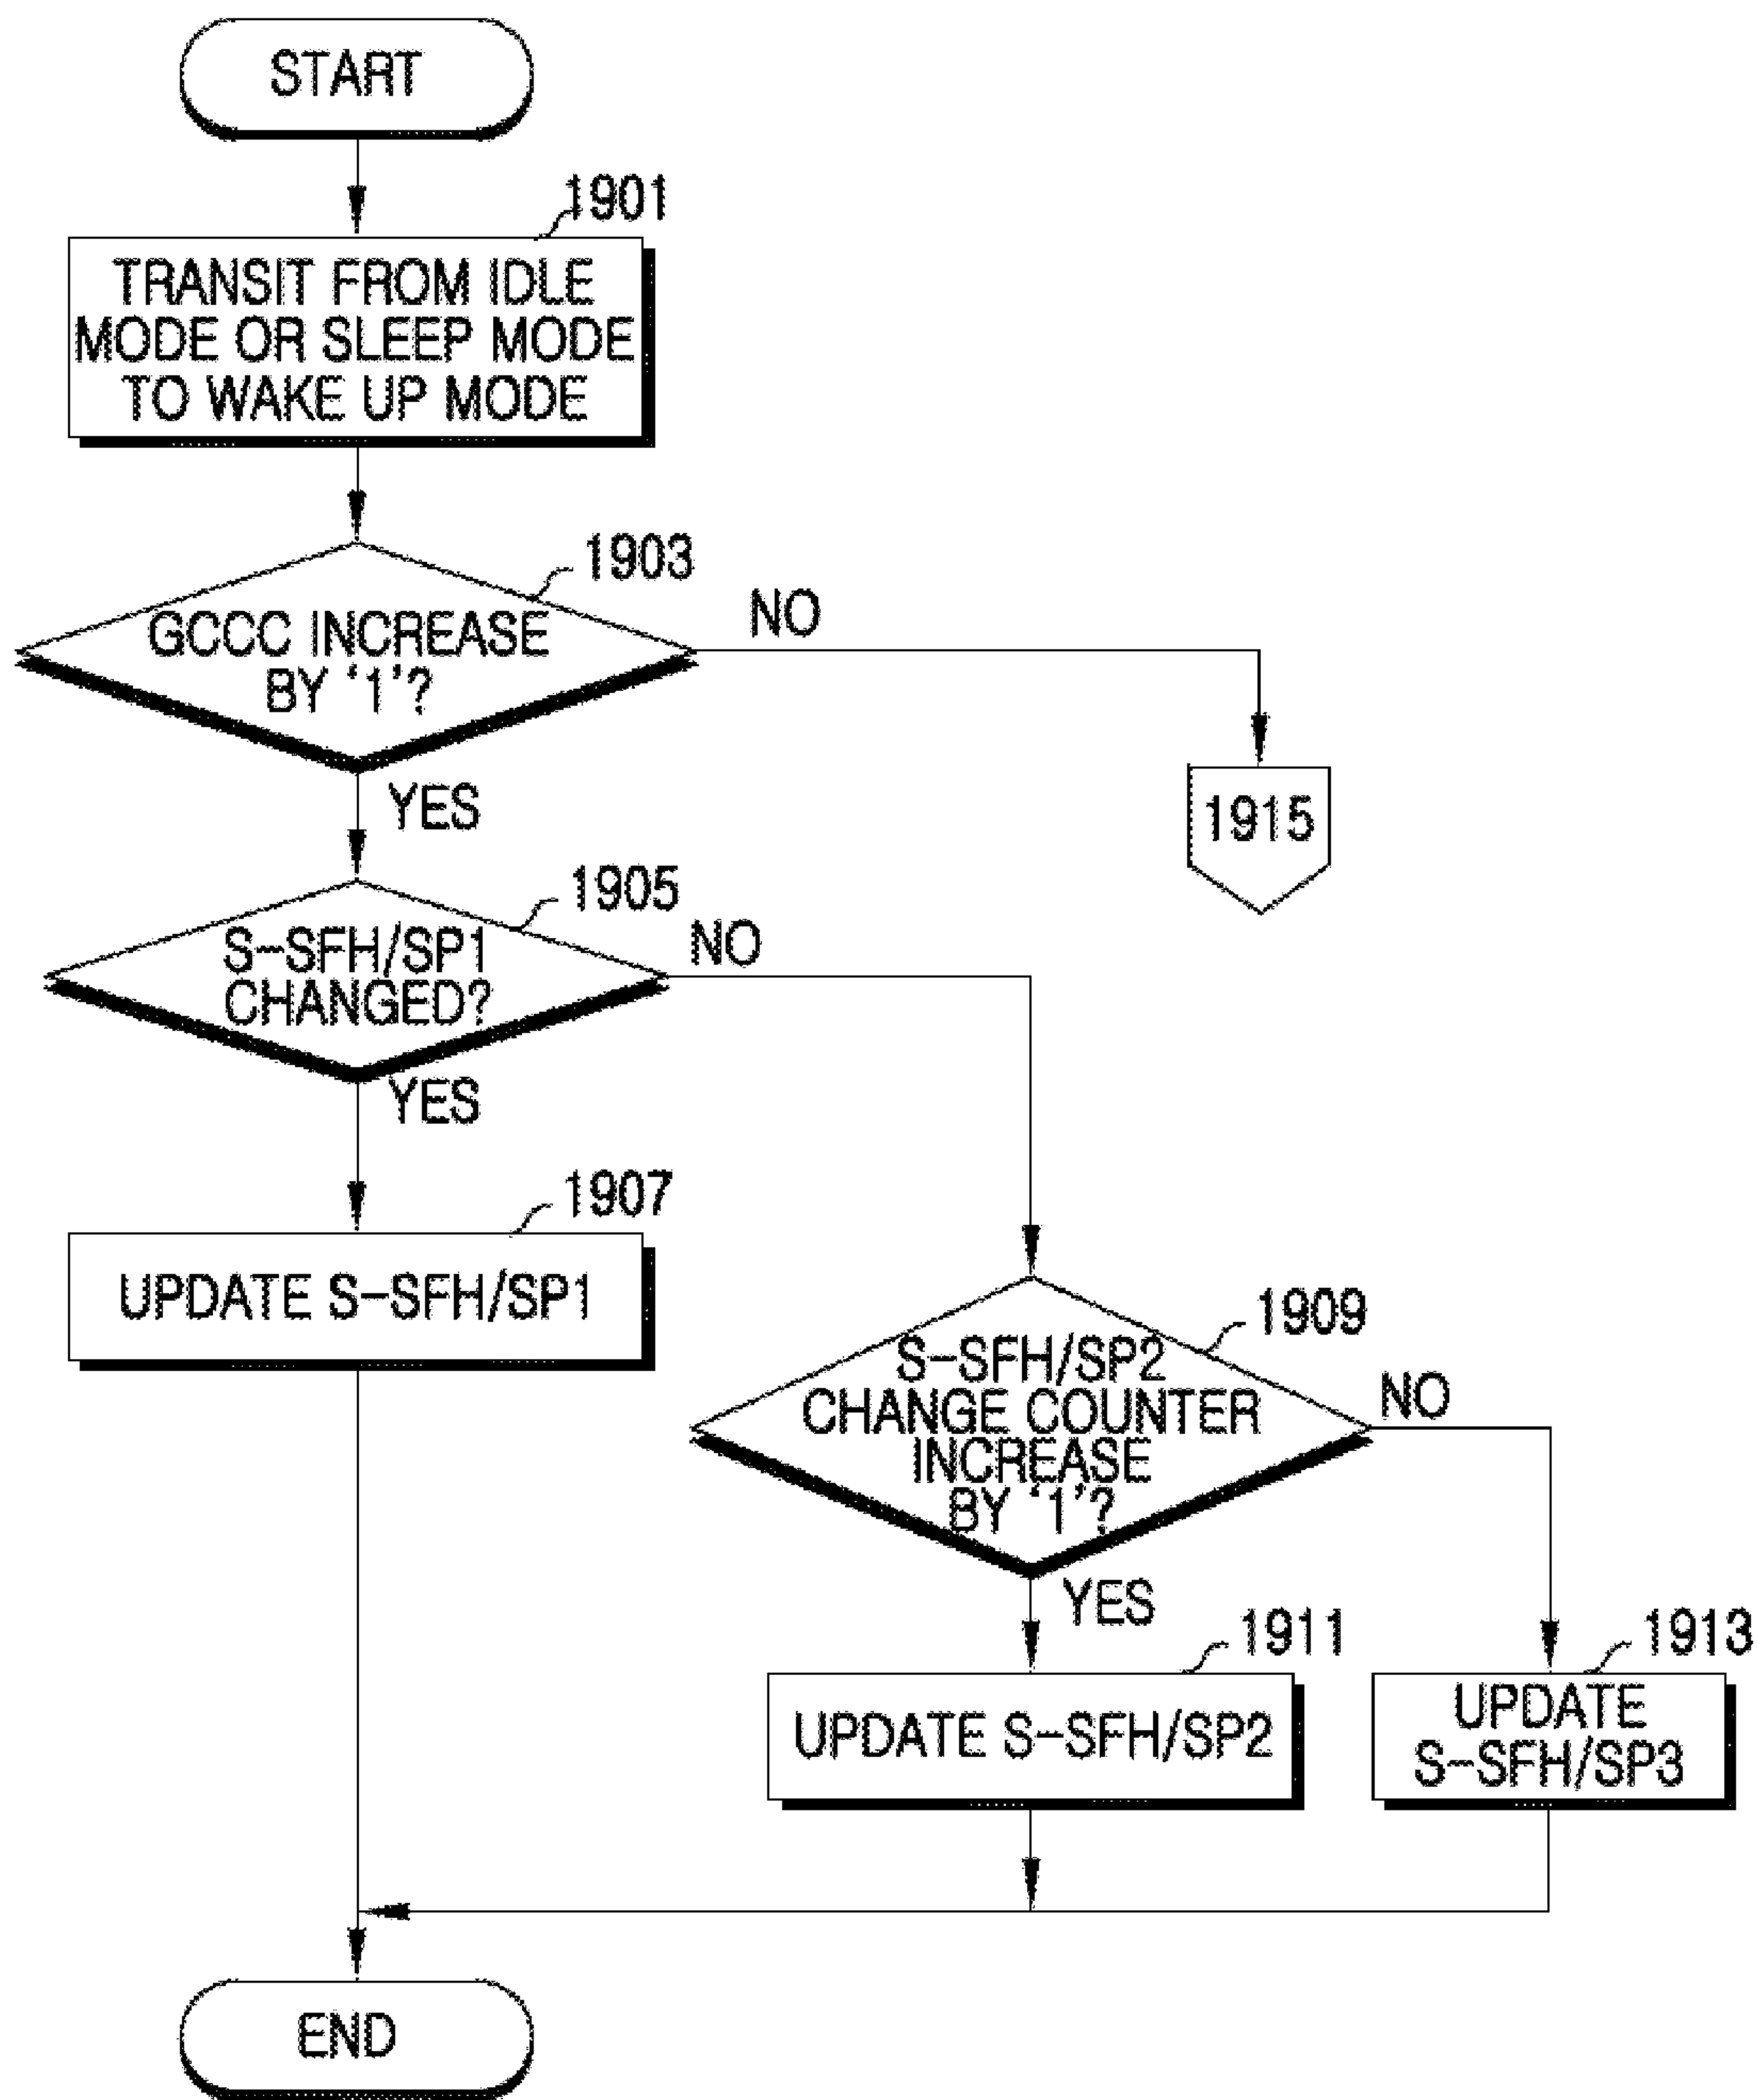 START
1901
TRANSIT FROM IDLE
MODE OR SLEEP MODE
TO WAKE UP MODE
1903
GCCC INCREASE
BY '1'?
NO
YES
1915
1905
S-SFH/SP1
CHANGED?
NO
YES
1907
UPDATE S-SFH/SP1
1909
S-SFH/SP2
CHANGE COUNTER
INCREASE
BY '1'?
NO
YES
1911
UPDATE S-SFH/SP2
1913
UPDATE
S-SFH/SP3
END